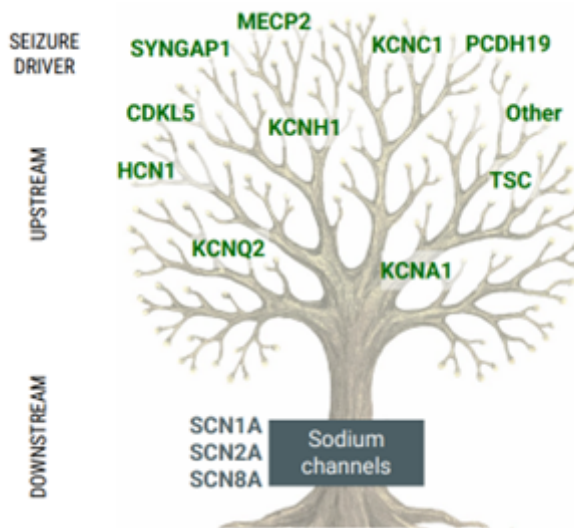 MECP2
SEIZURE
DRIVER
SYNGAP1
KCNC1
PCDH19
CDKL5
KCNH1
Other
HCN1
TSC
UPSTREAM
KCNQ2
KCNA1
DOWNSTREAM
SCN1A
SCN2A
SCN8A
Sodium
channels